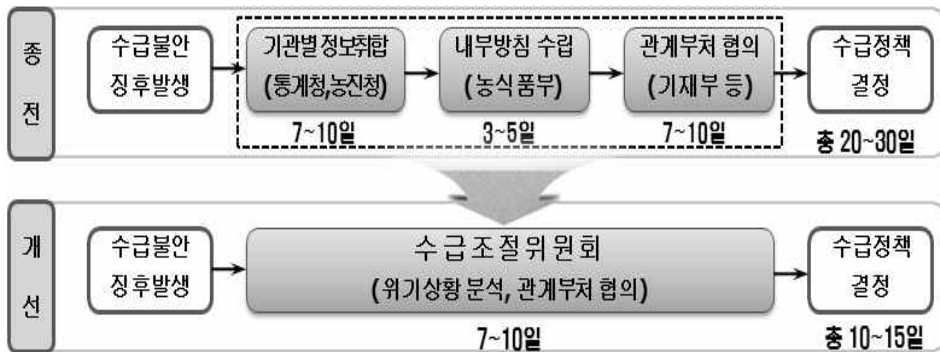 종전
수급불안
징후발생
기관별 정보취합
(통계청,농진청)
7~10일
내부방침 수립
(농식품부)
3~5일
관계부처 협의
(기재부 등)
7~10일
수급정책
결정
총 20~30일
개선
수급불안
징후발생
수급조절위원회
(위기상황 분석, 관계부처 협의)
7~10일
수급정책
결정
총 10~15일